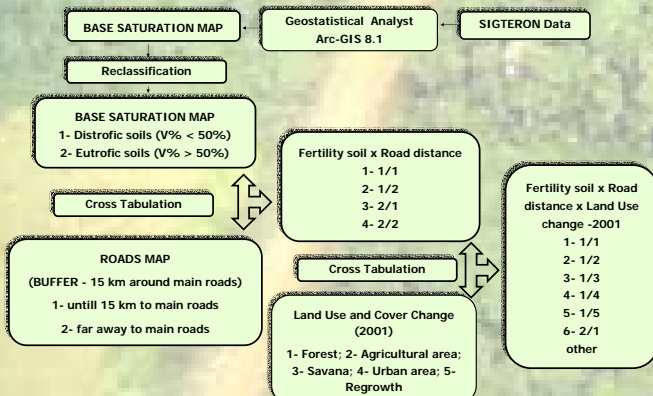 BASE SATURATION MAP
Geostatistical Analyst
Arc-GIS 8.1
SIGTERON Data
Reclassification
BASE SATURATION MAP
1- Distrofic soils (V% < 50%)
2- Eutrofic soils (V% > 50%)
Cross Tabulation
ROADS MAP
(BUFFER - 15 km around main roads)
1- untill 15 km to main roads
2- far away to main roads
Fertility soil x Road distance
1- 1/1
2- 1/2
3- 2/1
4- 2/2
Cross Tabulation
Land Use and Cover Change
(2001)
1- Forest; 2- Agricultural area;
3- Savana; 4- Urban area; 5-
Regrowth
Fertility soil x Road
distance x Land Use
change -2001
1- 1/1
2- 1/2
3- 1/3
4- 1/4
5- 1/5
6- 2/1
other